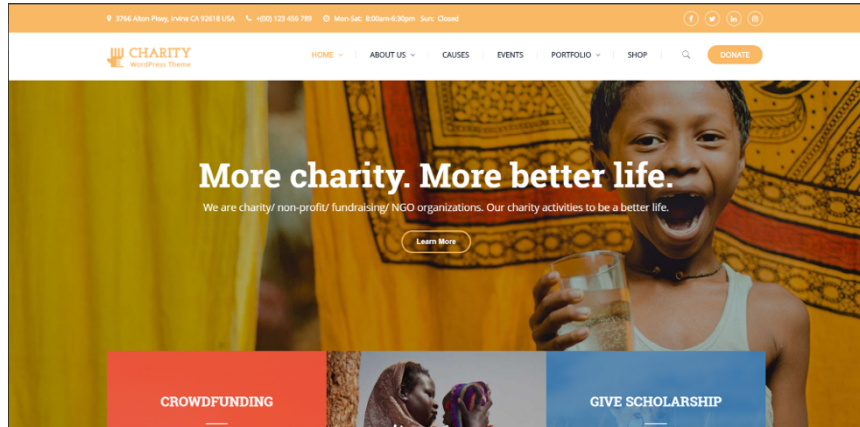 3766 Alton Pkwy, Irvine CA 92618 USA +(00) 123 456 789 Mon-Sat: 8:00am-6:30pm Sun: Closed
CHARITY
WordPress Theme
HOME ABOUT US CAUSES EVENTS PORTFOLIO SHOP DONATE
More charity. More better life.
We are charity/ non-profit/ fundraising/ NGO organizations. Our charity activities to be a better life.
Learn More
CROWDFUNDING
GIVE SCHOLARSHIP